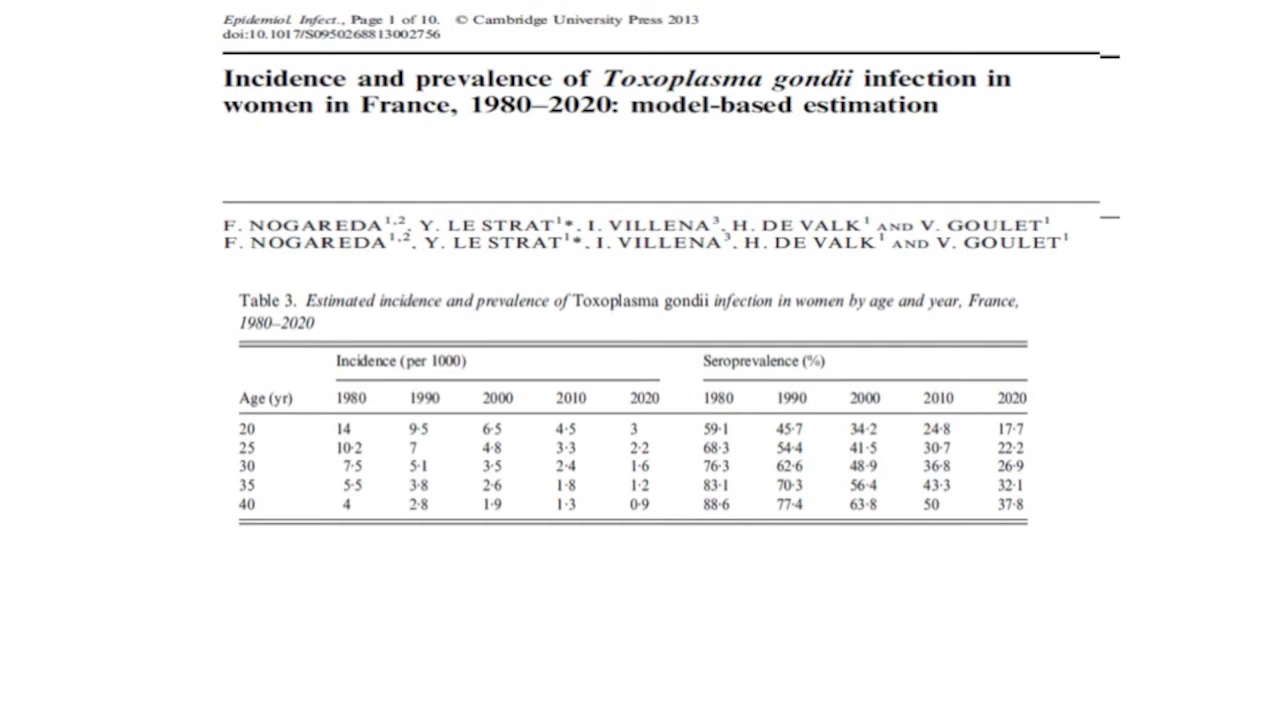 Epidemiol. Infect., Page 1 of 10. © Cambridge University Press 2013
doi:10.1017/S0950268813002756
Incidence and prevalence of Toxoplasma gondii infection in
women in France, 1980–2020: model-based estimation
F. NOGAREDA1,2, Y. LE STRAT1*, I. VILLENA3, H. DE VALK1 AND V. GOULET1
F. NOGAREDA1,2, Y. LE STRAT1*, I. VILLENA3, H. DE VALK1 AND V. GOULET1
Table 3. Estimated incidence and prevalence of Toxoplasma gondii infection in women by age and year, France,
1980–2020
Incidence (per 1000) Seroprevalence (%)
Age (yr) 1980 1990 2000 2010 2020 1980 1990 2000 2010 2020
20 14 9·5 6·5 4·5 3 59·1 45·7 34·2 24·8 17·7
25 10·2 7 4·8 3·3 2·2 68·3 54·4 41·5 30·7 22·2
30 7·5 5·1 3·5 2·4 1·6 76·3 62·6 48·9 36·8 26·9
35 5·5 3·8 2·6 1·8 1·2 83·1 70·3 56·4 43·3 32·1
40 4 2·8 1·9 1·3 0·9 88·6 77·4 63·8 50 37·8